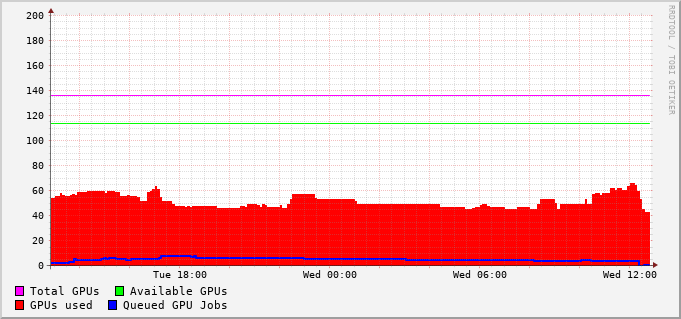 200
180
160
140
120
100
80
60
40
20
0
Tue 18:00 Wed 00:00 Wed 06:00 Wed 12:00
Total GPUs Available GPUs
GPUs used Queued GPU Jobs
RRDTOOL / TOBI OETIKER